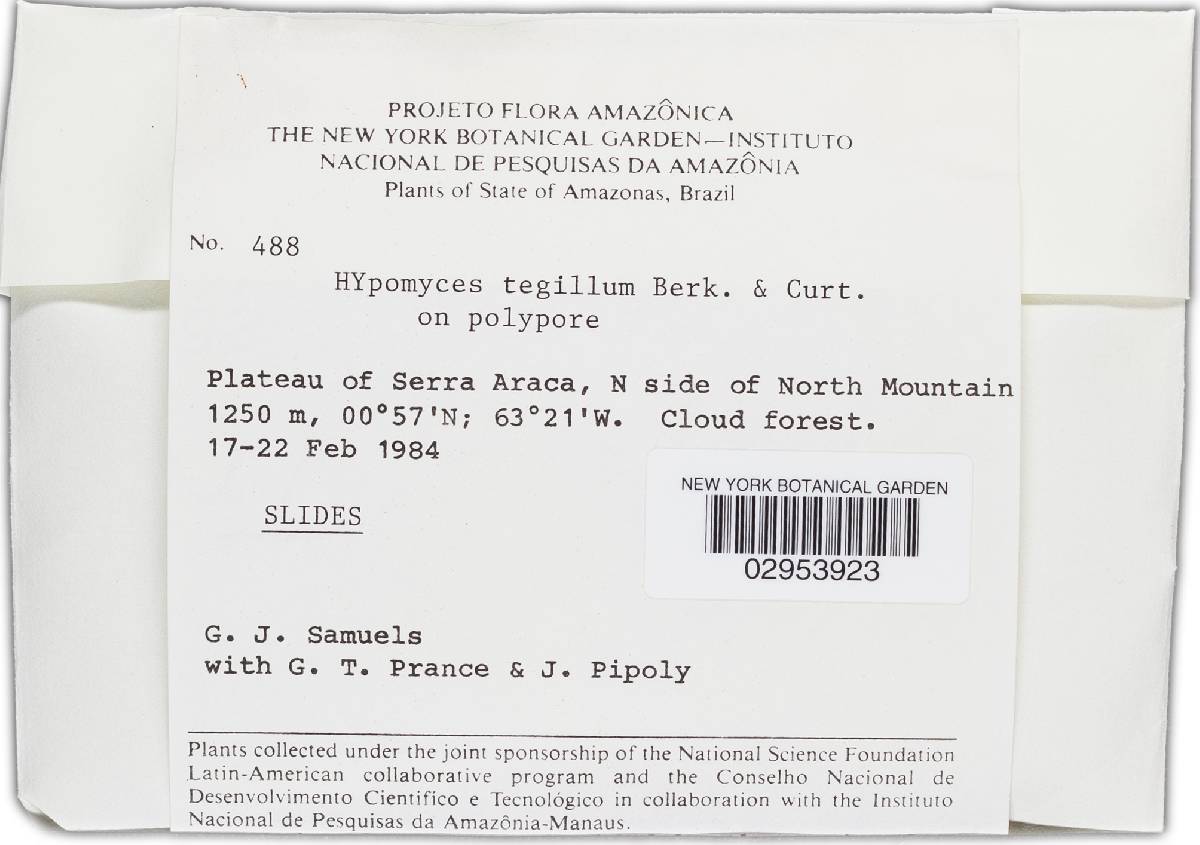 PROJETO FLORA AMAZÔNICA
THE NEW YORK BOTANICAL GARDEN—INSTITUTO
NACIONAL DE PESQUISAS DA AMAZÔNIA
Plants of State of Amazonas, Brazil
No. 488
HYpomyces tegillum Berk. & Curt.
on polypore
Plateau of Serra Araca, N side of North Mountain
1250 m, 00°57'N; 63°21'W. Cloud forest.
17-22 Feb 1984
SLIDES
NEW YORK BOTANICAL GARDEN
02953923
G. J. Samuels
with G. T. Prance & J. Pipoly
Plants collected under the joint sponsorship of the National Science Foundation
Latin-American collaborative program and the Conselho Nacional de
Desenvolvimento Científico e Tecnológico in collaboration with the Instituto
Nacional de Pesquisas da Amazônia-Manaus.